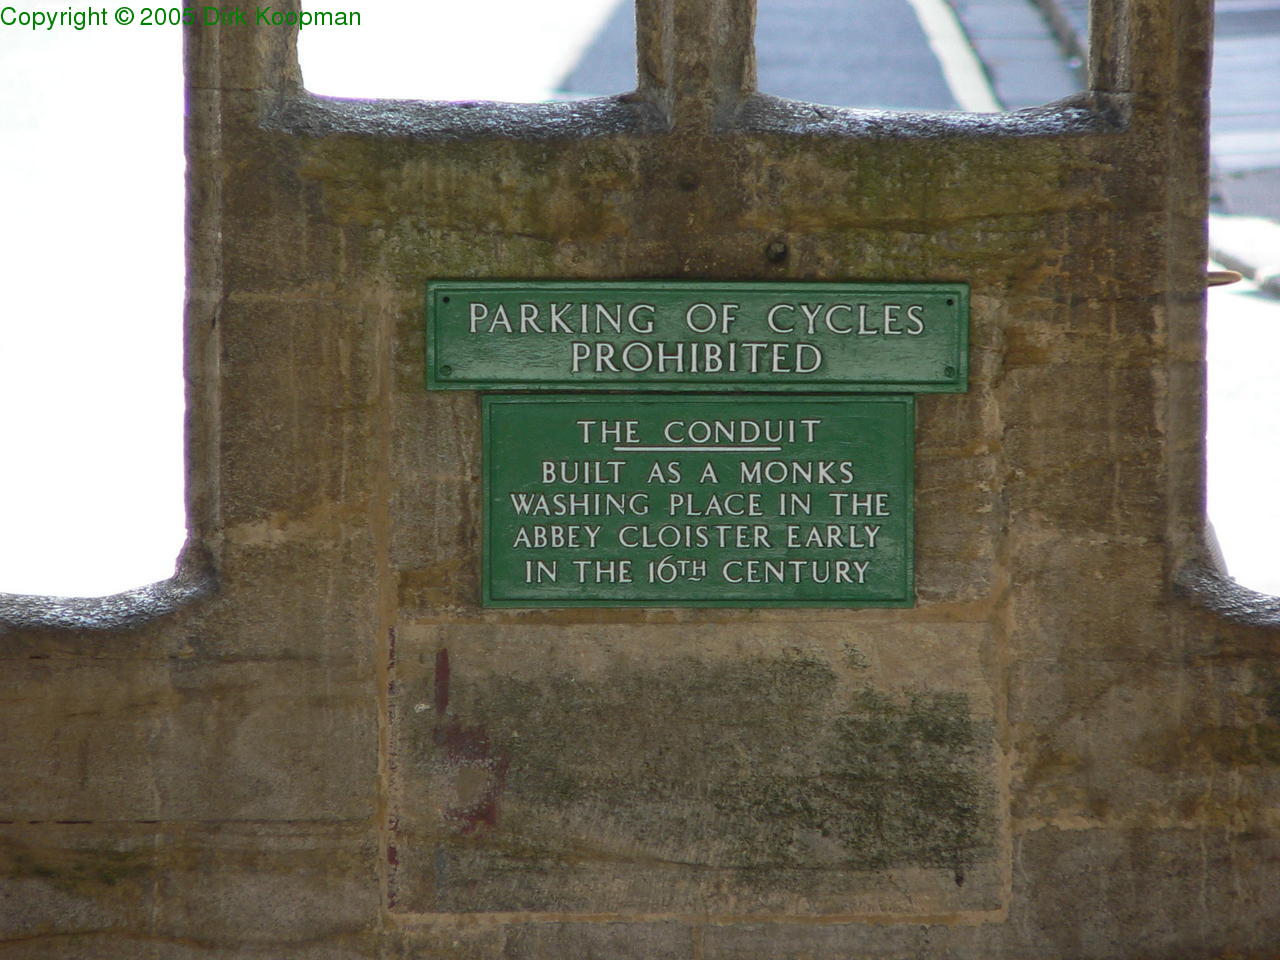 Copyright © 2005 Dirk Koopman
PARKING OF CYCLES
PROHIBITED
THE CONDUIT
BUILT AS A MONKS
WASHING PLACE IN THE
ABBEY CLOISTER EARLY
IN THE 16TH CENTURY